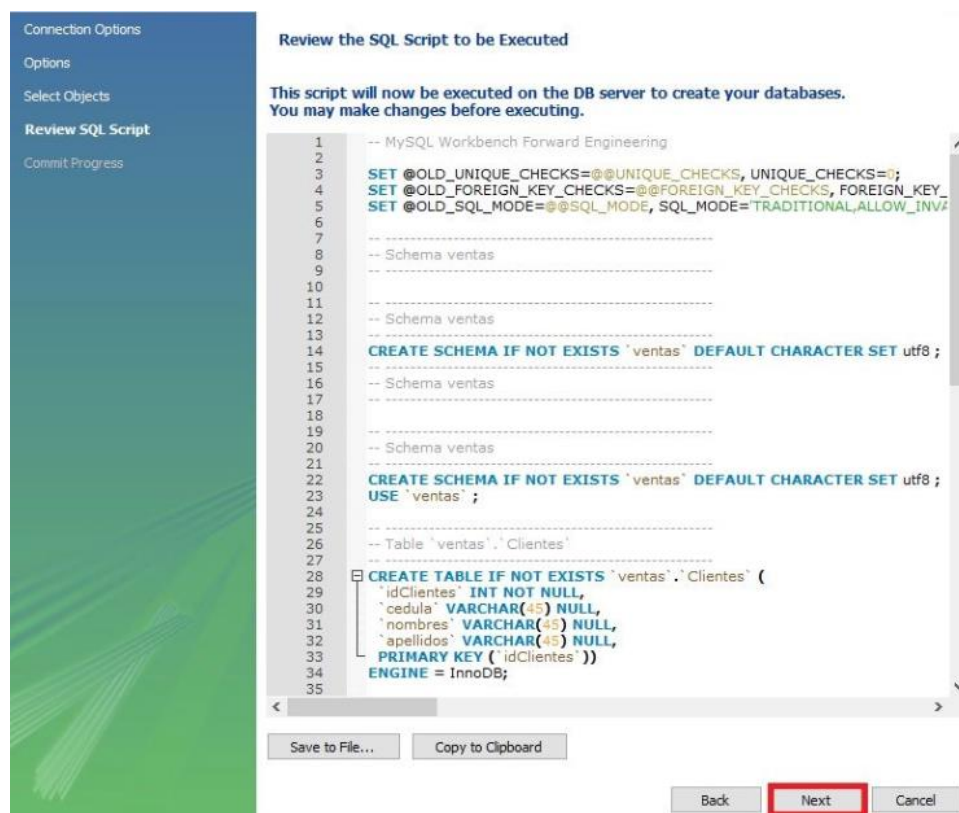 Connection Options
Options
Select Objects
Review SQL Script
Commit Progress
Review the SQL Script to be Executed
This script will now be executed on the DB server to create your databases.
You may make changes before executing.
1 -- MySQL Workbench Forward Engineering
2
3 SET @OLD_UNIQUE_CHECKS=@@UNIQUE_CHECKS, UNIQUE_CHECKS=0;
4 SET @OLD_FOREIGN_KEY_CHECKS=@@FOREIGN_KEY_CHECKS, FOREIGN_KEY_
5 SET @OLD_SQL_MODE=@@SQL_MODE, SQL_MODE='TRADITIONAL,ALLOW_INVA
6
7 -- -----------------------------------------------------
8 -- Schema ventas
9 -- -----------------------------------------------------
10
11 -- -----------------------------------------------------
12 -- Schema ventas
13 -- -----------------------------------------------------
14 CREATE SCHEMA IF NOT EXISTS `ventas` DEFAULT CHARACTER SET utf8 ;
15 -- -----------------------------------------------------
16 -- Schema ventas
17 -- -----------------------------------------------------
18
19 -- -----------------------------------------------------
20 -- Schema ventas
21 -- -----------------------------------------------------
22 CREATE SCHEMA IF NOT EXISTS `ventas` DEFAULT CHARACTER SET utf8 ;
23 USE `ventas` ;
24
25 -- -----------------------------------------------------
26 -- Table `ventas`.`Clientes`
27 -- -----------------------------------------------------
28 CREATE TABLE IF NOT EXISTS `ventas`.`Clientes` (
29 `idClientes` INT NOT NULL,
30 `cedula` VARCHAR(45) NULL,
31 `nombres` VARCHAR(45) NULL,
32 `apellidos` VARCHAR(45) NULL,
33 PRIMARY KEY (`idClientes`))
34 ENGINE = InnoDB;
35
Save to File... Copy to Clipboard
Back Next Cancel